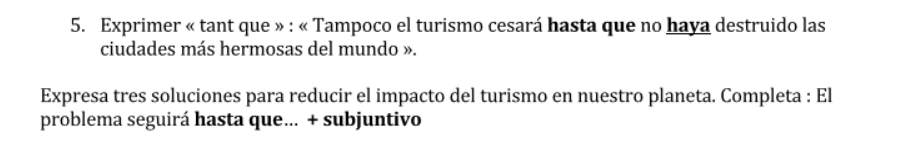 5. Exprimer « tant que » : « Tampoco el turismo cesará hasta que no haya destruido las
ciudades más hermosas del mundo ».
Expresa tres soluciones para reducir el impacto del turismo en nuestro planeta. Completa : El
problema seguirá hasta que... + subjuntivo